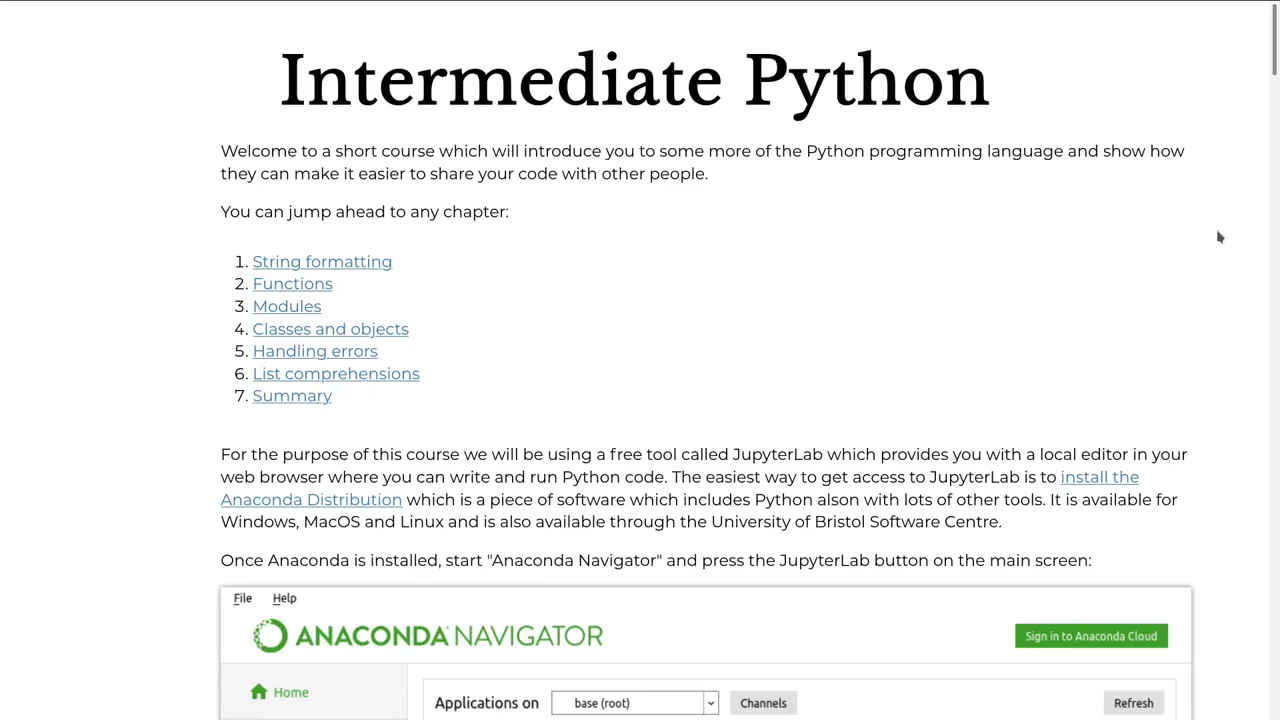 Intermediate Python
Welcome to a short course which will introduce you to some more of the Python programming language and show how
they can make it easier to share your code with other people.
You can jump ahead to any chapter:
1. String formatting
2. Functions
3. Modules
4. Classes and objects
5. Handling errors
6. List comprehensions
7. Summary
For the purpose of this course we will be using a free tool called JupyterLab which provides you with a local editor in your
web browser where you can write and run Python code. The easiest way to get access to JupyterLab is to install the
Anaconda Distribution which is a piece of software which includes Python alson with lots of other tools. It is available for
Windows, MacOS and Linux and is also available through the University of Bristol Software Centre.
Once Anaconda is installed, start "Anaconda Navigator" and press the JupyterLab button on the main screen:
File Help
ANACONDA NAVIGATOR Sign in to Anaconda Cloud
Home
Applications on base (root) Channels Refresh